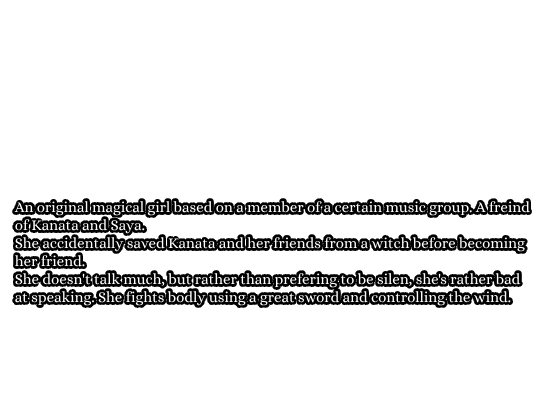 An original magical girl based on a member of a certain music group. A freind
of Kanata and Saya.
She accidentally saved Kanata and her friends from a witch before becoming
her friend.
She doesn't talk much, but rather than prefering to be silen, she's rather bad
at speaking. She fights bodly using a great sword and controlling the wind.